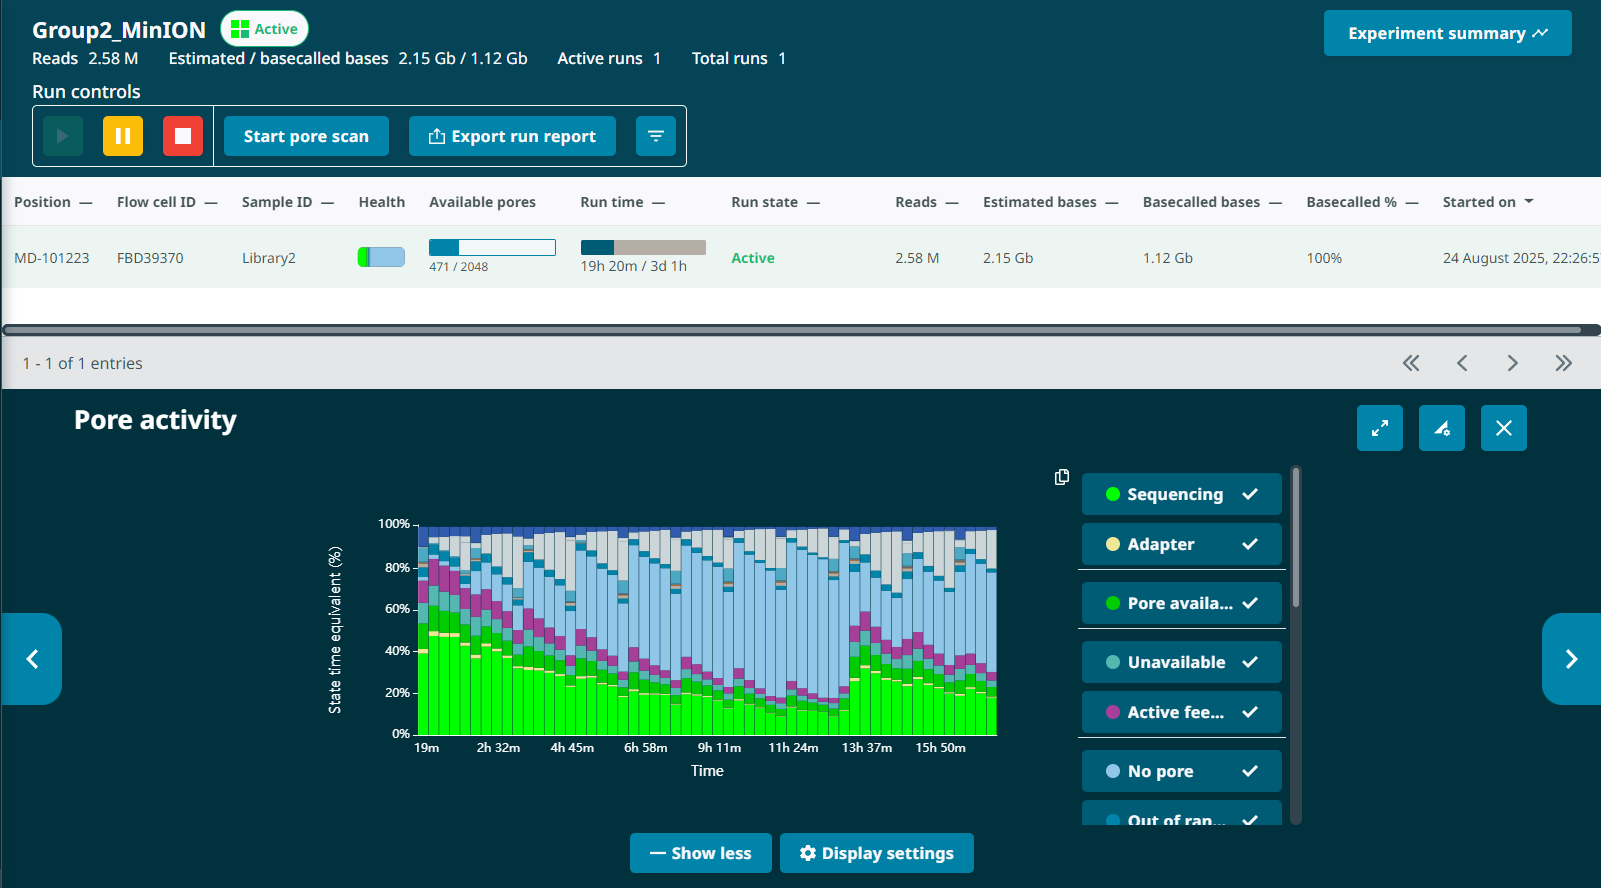 Group2_MinION Active
Experiment summary
Reads 2.58 M Estimated / basecalled bases 2.15 Gb / 1.12 Gb Active runs 1 Total runs 1
Run controls
Start pore scan Export run report
Position — Flow cell ID — Sample ID — Health Available pores Run time — Run state — Reads — Estimated bases — Basecalled bases — Basecalled % — Started on
MD-101223 FBD39370 Library2 471 / 2048 19h 20m / 3d 1h Active 2.58 M 2.15 Gb 1.12 Gb 100% 24 August 2025, 22:26:5
1 - 1 of 1 entries
Pore activity
State time equivalent (%)
100%
80%
60%
40%
20%
0%
19m 2h 32m 4h 45m 6h 58m 9h 11m 11h 24m 13h 37m 15h 50m
Time
Sequencing
Adapter
Pore availa...
Unavailable
Active fee...
No pore
Out of ran...
Show less Display settings